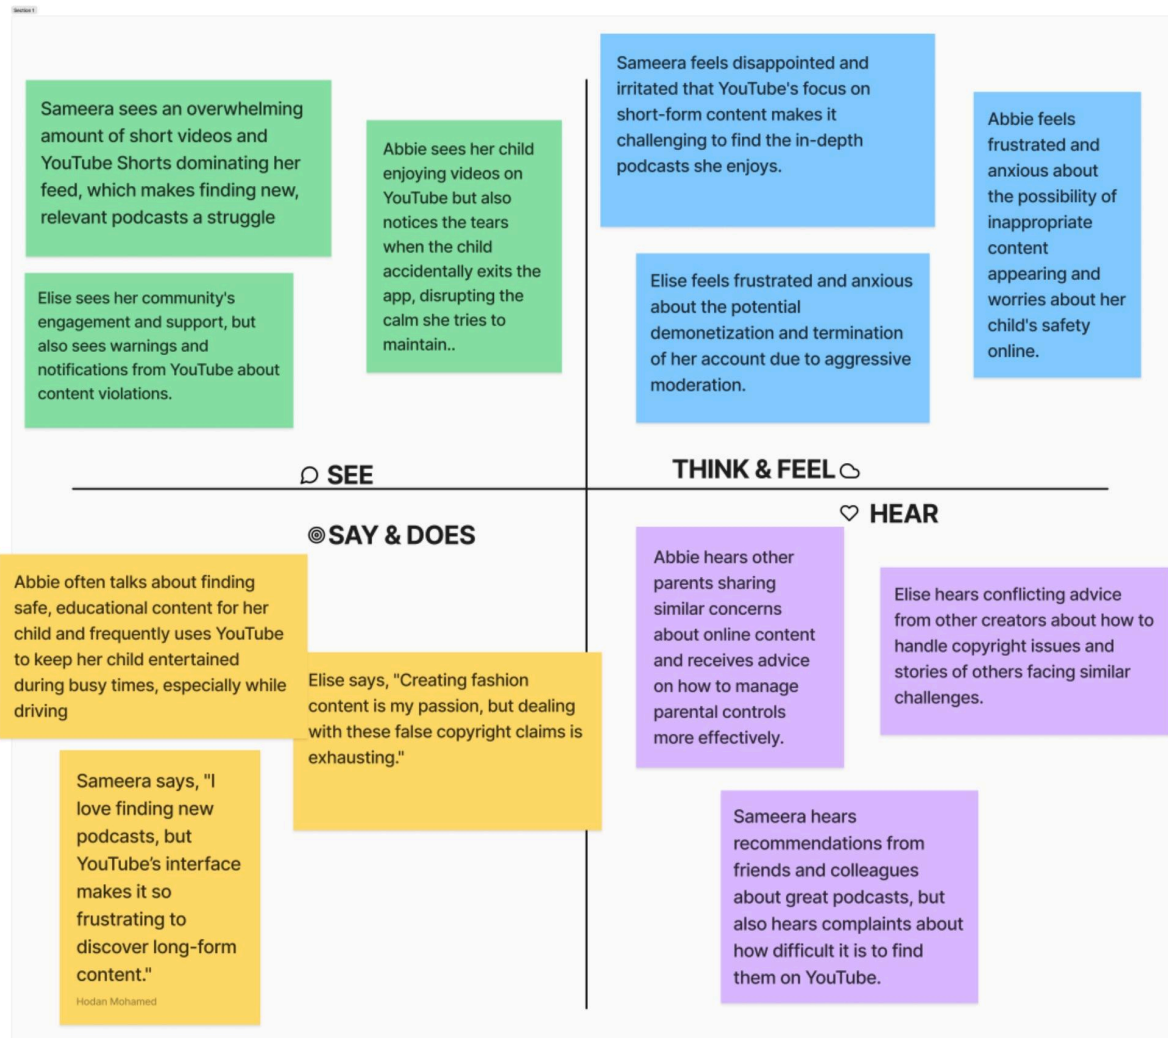 Section 1
Sameera sees an overwhelming
amount of short videos and
YouTube Shorts dominating her
feed, which makes finding new,
relevant podcasts a struggle
Abbie sees her child
enjoying videos on
YouTube but also
notices the tears
when the child
accidentally exits the
app, disrupting the
calm she tries to
maintain..
Elise sees her community's
engagement and support, but
also sees warnings and
notifications from YouTube about
content violations.
SEE
Sameera feels disappointed and
irritated that YouTube's focus on
short-form content makes it
challenging to find the in-depth
podcasts she enjoys.
Abbie feels
frustrated and
anxious about
the possibility of
inappropriate
content
appearing and
worries about her
child's safety
online.
Elise feels frustrated and anxious
about the potential
demonetization and termination
of her account due to aggressive
moderation.
THINK & FEEL
SAY & DOES
Abbie often talks about finding
safe, educational content for her
child and frequently uses YouTube
to keep her child entertained
during busy times, especially while
driving
Elise says, "Creating fashion
content is my passion, but dealing
with these false copyright claims is
exhausting."
Sameera says, "I
love finding new
podcasts, but
YouTube's interface
makes it so
frustrating to
discover long-form
content."
Hodan Mohamed
HEAR
Abbie hears other
parents sharing
similar concerns
about online content
and receives advice
on how to manage
parental controls
more effectively.
Elise hears conflicting advice
from other creators about how to
handle copyright issues and
stories of others facing similar
challenges.
Sameera hears
recommendations from
friends and colleagues
about great podcasts, but
also hears complaints about
how difficult it is to find
them on YouTube.